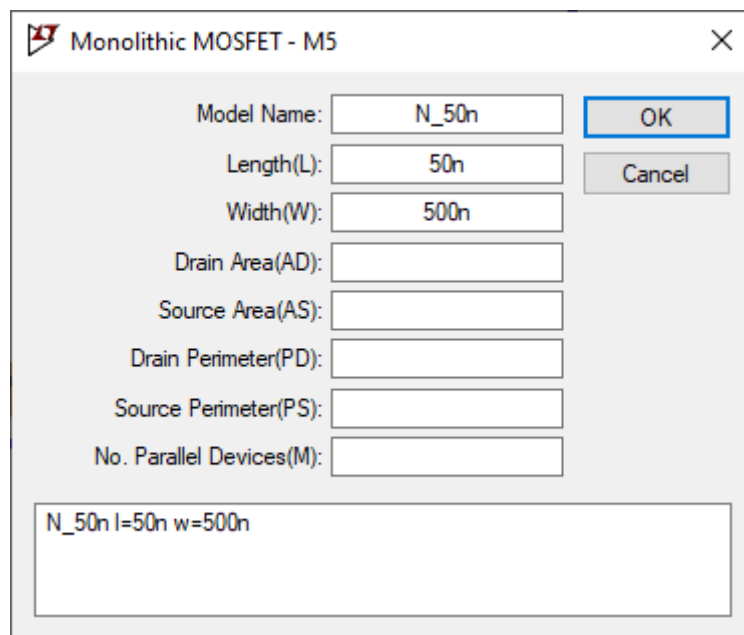 Monolithic MOSFET - M5
Model Name: N_50n OK
Length(L): 50n Cancel
Width(W): 500n
Drain Area(AD):
Source Area(AS):
Drain Perimeter(PD):
Source Perimeter(PS):
No. Parallel Devices(M):
N_50n l=50n w=500n